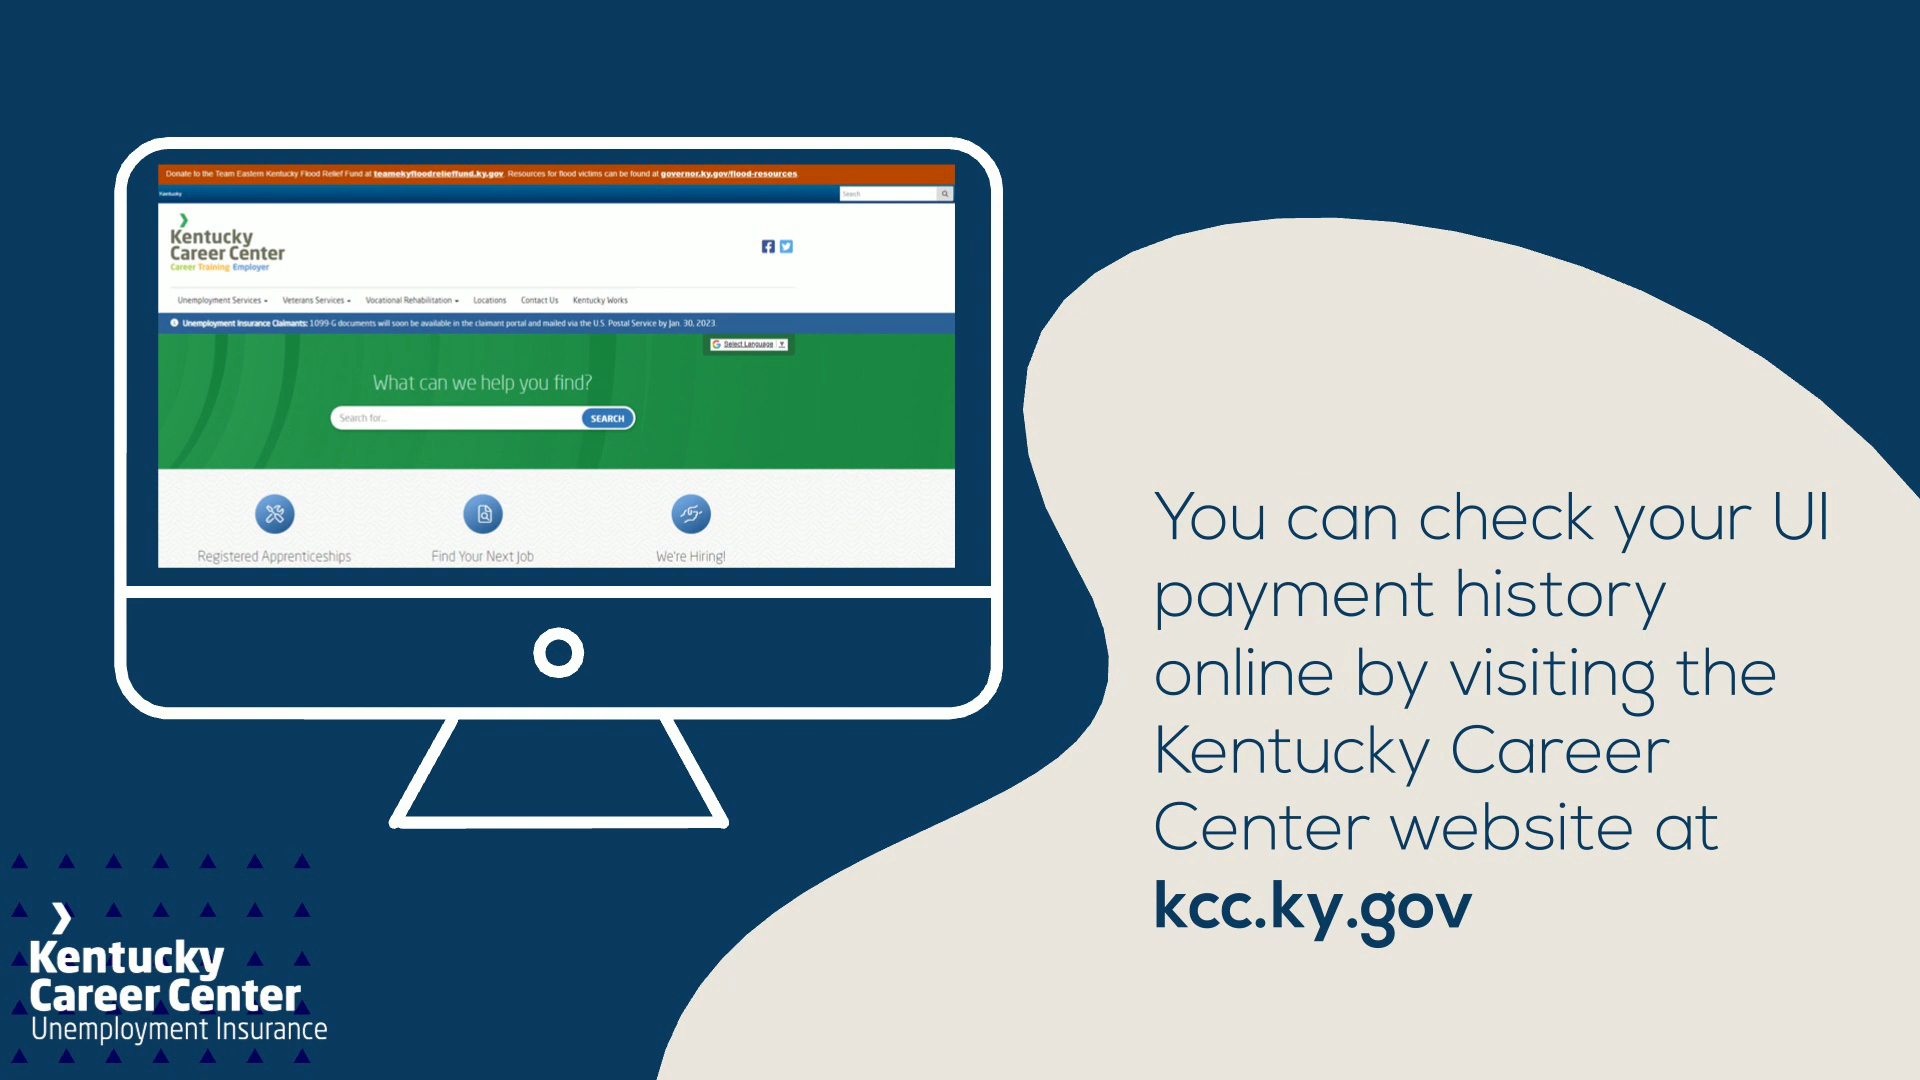 Donate to the Team Eastern Kentucky Flood Relief Fund at teamekyfloodrelieffund.ky.gov. Resources for flood victims can be found at governor.ky.gov/flood-resources
Kentucky
Search
Kentucky
Career Center
Career Training Employer
Unemployment Services Veterans Services Vocational Rehabilitation Locations Contact Us Kentucky Works
Unemployment Insurance Claimants: 1099-G documents will soon be available in the claimant portal and mailed via the U.S. Postal Service by Jan. 30, 2023.
Select Language
What can we help you find?
Search for... SEARCH
Registered Apprenticeships Find Your Next Job We're Hiring!
You can check your UI
payment history
online by visiting the
Kentucky Career
Center website at
kcc.ky.gov
Kentucky
Career Center
Unemployment Insurance